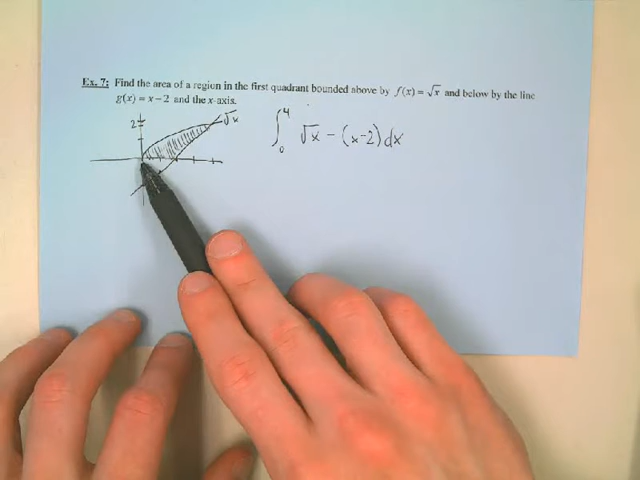 Ex. 7: Find the area of a region in the first quadrant bounded above by f(x) = √x and below by the line
g(x) = x − 2 and the x-axis.
2 √x
∫₀⁴ √x − (x−2) dx